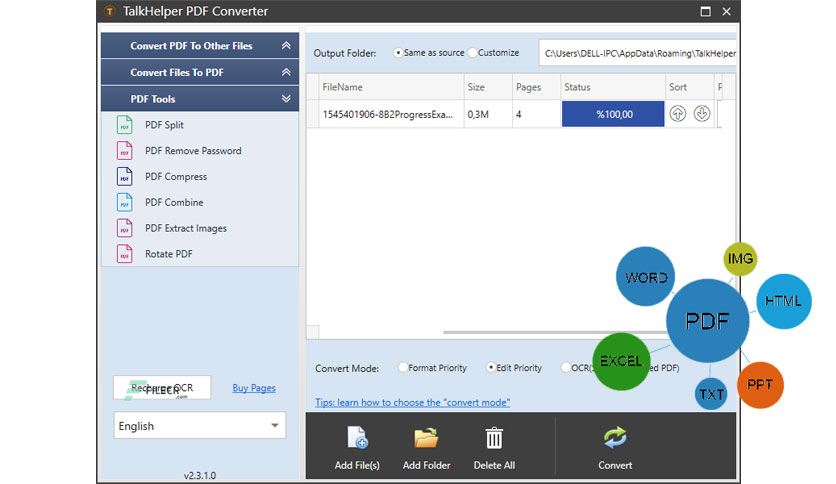 TalkHelper PDF Converter
Convert PDF To Other Files
Convert Files To PDF
PDF Tools
PDF Split
PDF Remove Password
PDF Compress
PDF Combine
PDF Extract Images
Rotate PDF
Recharge OCR
FILECR
.com
Buy Pages
English
v2.3.1.0
Output Folder: Same as source Customize C:\Users\DELL-IPC\AppData\Roaming\TalkHelper
FileName Size Pages Status Sort
1545401906-8B2ProgressExa... 0,3M 4 %100,00
Convert Mode: Format Priority Edit Priority PDF)
Tips: learn how to choose the "convert mode"
Add File(s) Add Folder Delete All Convert
IMG
WORD
HTML
PDF
EXCEL
PPT
TXT